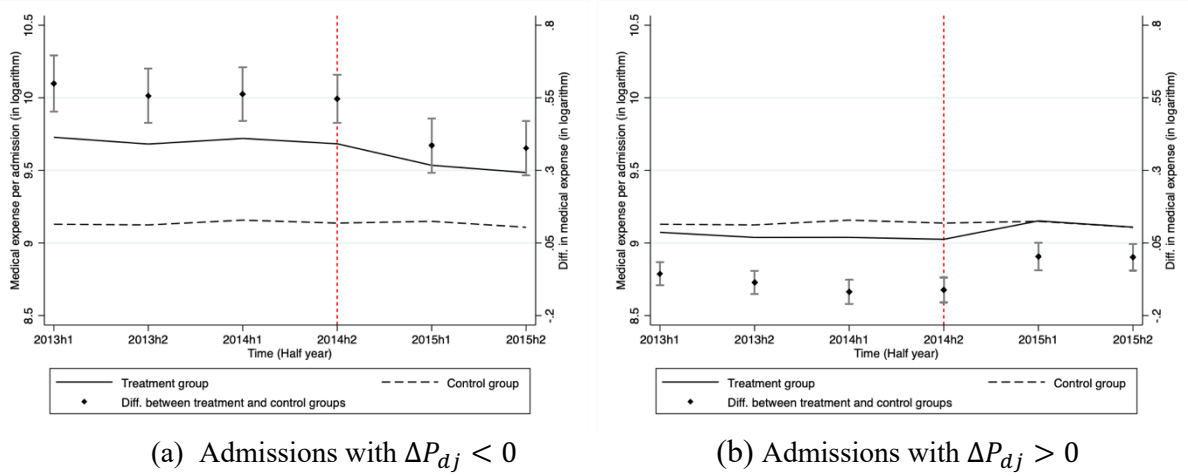 10.5
10
9.5
9
8.5
Medical expense per admission (in logarithm)
.8
.55
.3
.05
-.2
Diff. in medical expense (in logarithm)
2013h1 2013h2 2014h1 2014h2 2015h1 2015h2
Time (Half year)
Treatment group Control group
Diff. between treatment and control groups
(a) Admissions with ΔP_{dj} < 0
10.5
10
9.5
9
8.5
Medical expense per admission (in logarithm)
.8
.55
.3
.05
-.2
Diff. in medical expense (in logarithm)
2013h1 2013h2 2014h1 2014h2 2015h1 2015h2
Time (Half year)
Treatment group Control group
Diff. between treatment and control groups
(b) Admissions with ΔP_{dj} > 0